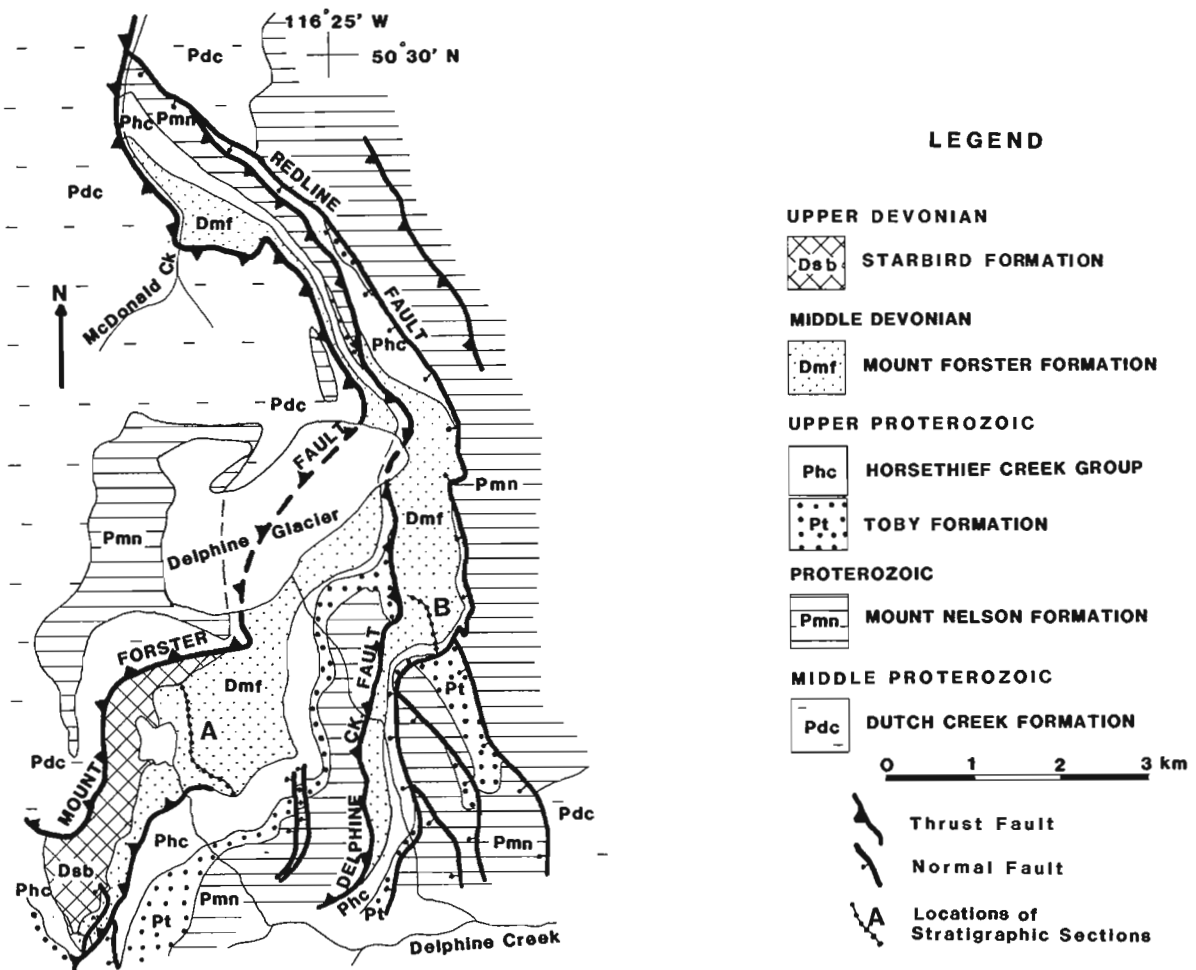 116°25' W
50°30' N
Pdc
Phc
Pmn
REDLINE
FAULT
Pdc
Dmf
McDonald Ck
N
Phc
Pdc
FAULT
Pmn
Dmf
Delphine Glacier
Pmn
B
FORSTER
FAULT
Dmf
Pt
A
CK
Pdc
MOUNT
DELPHINE
Pdc
Phc
Pmn
Dsb
Phc
Pmn
Phc
Pt
Pt
Delphine Creek
LEGEND
UPPER DEVONIAN
Dsb STARBIRD FORMATION
MIDDLE DEVONIAN
Dmf MOUNT FORSTER FORMATION
UPPER PROTEROZOIC
Phc HORSETHIEF CREEK GROUP
Pt TOBY FORMATION
PROTEROZOIC
Pmn MOUNT NELSON FORMATION
MIDDLE PROTEROZOIC
Pdc DUTCH CREEK FORMATION
0 1 2 3 km
Thrust Fault
Normal Fault
A Locations of
Stratigraphic Sections